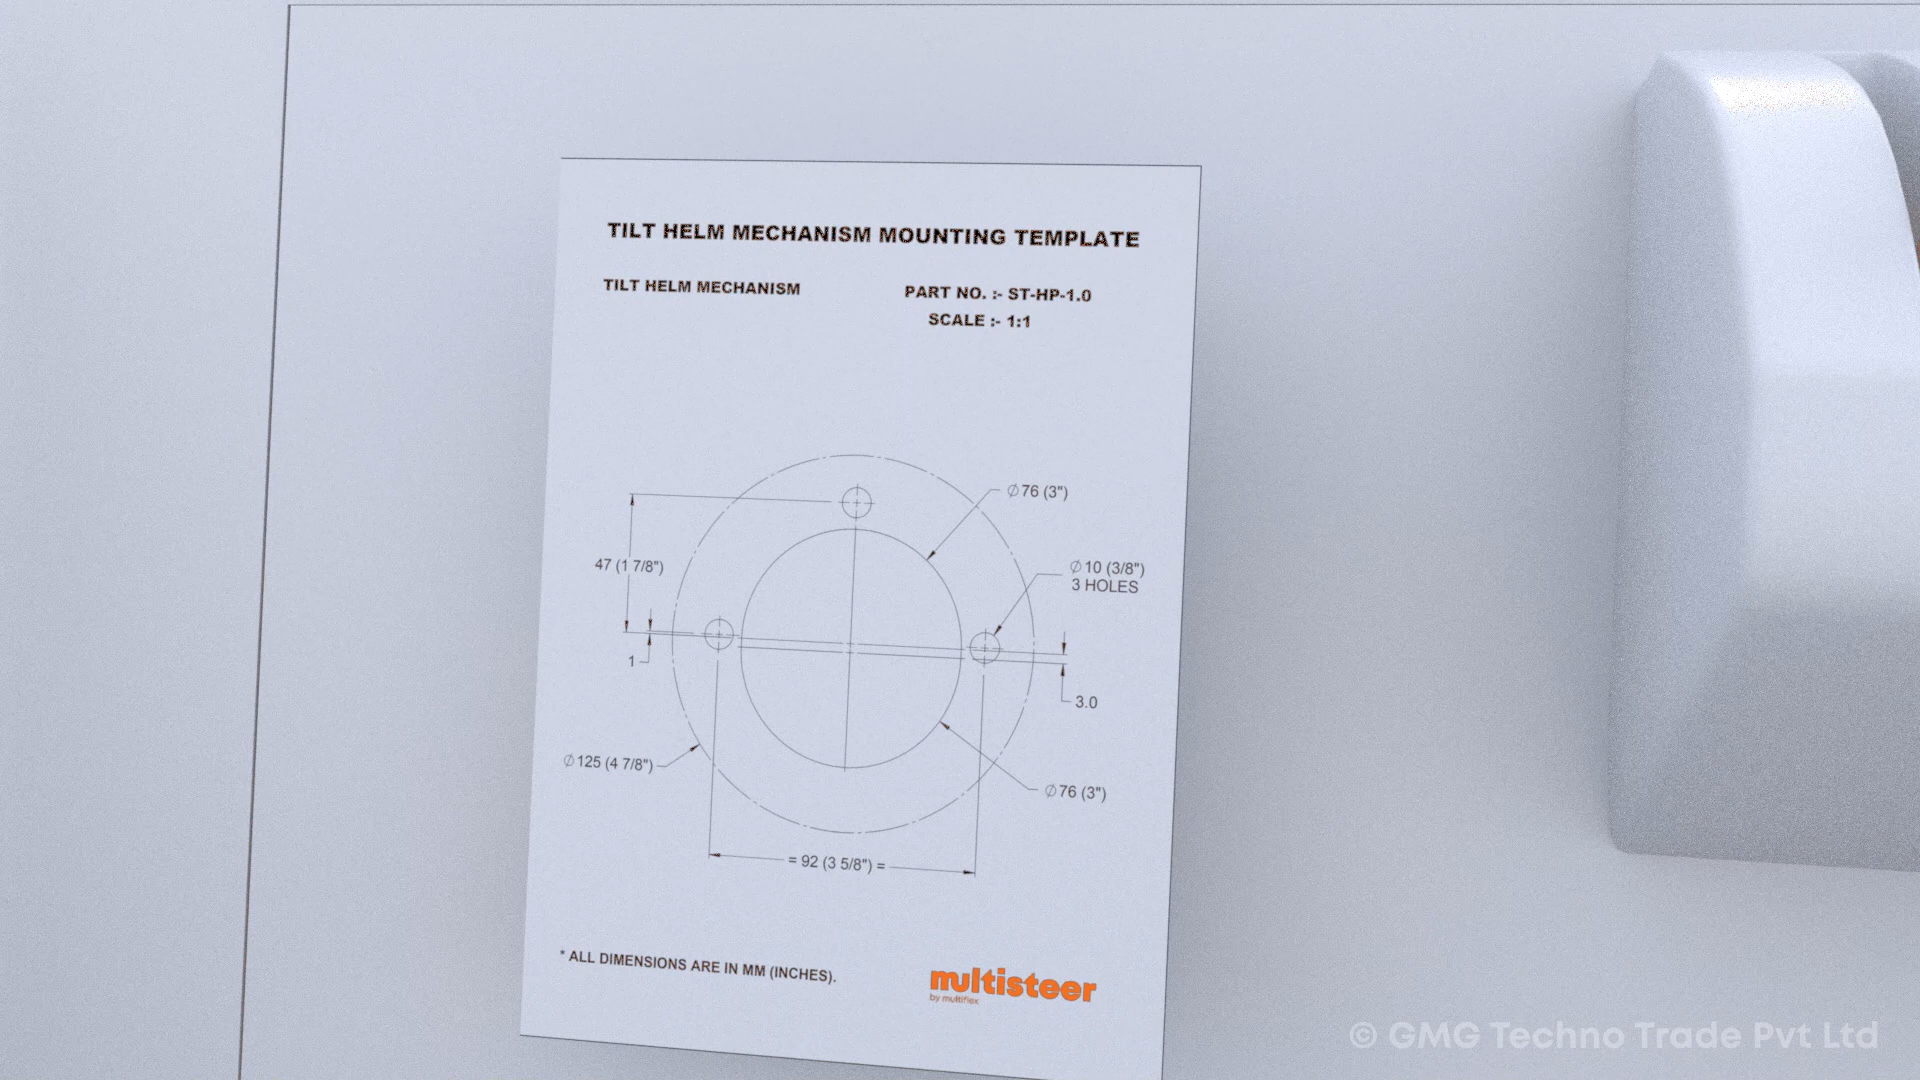 TILT HELM MECHANISM MOUNTING TEMPLATE
TILT HELM MECHANISM
PART NO. :- ST-HP-1.0
SCALE :- 1:1
∅76 (3")
47 (1 7/8")
∅10 (3/8")
3 HOLES
1
3.0
∅125 (4 7/8")
∅76 (3")
= 92 (3 5/8") =
* ALL DIMENSIONS ARE IN MM (INCHES).
multisteer
by multiflex
© GMG Techno Trade Pvt Ltd